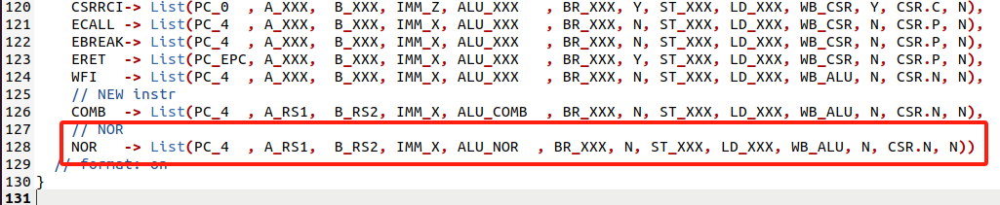 120 CSRRCI-> List(PC_0  , A_XXX,  B_XXX, IMM_Z, ALU_XXX   , BR_XXX, Y, ST_XXX, LD_XXX, WB_CSR, Y, CSR.C, N),
121 ECALL -> List(PC_4  , A_XXX,  B_XXX, IMM_X, ALU_XXX   , BR_XXX, N, ST_XXX, LD_XXX, WB_CSR, N, CSR.P, N),
122 EBREAK-> List(PC_4  , A_XXX,  B_XXX, IMM_X, ALU_XXX   , BR_XXX, N, ST_XXX, LD_XXX, WB_CSR, N, CSR.P, N),
123 ERET  -> List(PC_EPC, A_XXX,  B_XXX, IMM_X, ALU_XXX   , BR_XXX, Y, ST_XXX, LD_XXX, WB_CSR, N, CSR.P, N),
124 WFI   -> List(PC_4  , A_XXX,  B_XXX, IMM_X, ALU_XXX   , BR_XXX, N, ST_XXX, LD_XXX, WB_ALU, N, CSR.N, N),
125 // NEW instr
126 COMB  -> List(PC_4  , A_RS1,  B_RS2, IMM_X, ALU_COMB  , BR_XXX, N, ST_XXX, LD_XXX, WB_ALU, N, CSR.N, N),
127 // NOR
128 NOR   -> List(PC_4  , A_RS1,  B_RS2, IMM_X, ALU_NOR  , BR_XXX, N, ST_XXX, LD_XXX, WB_ALU, N, CSR.N, N))
129 // format: on
130 }
131